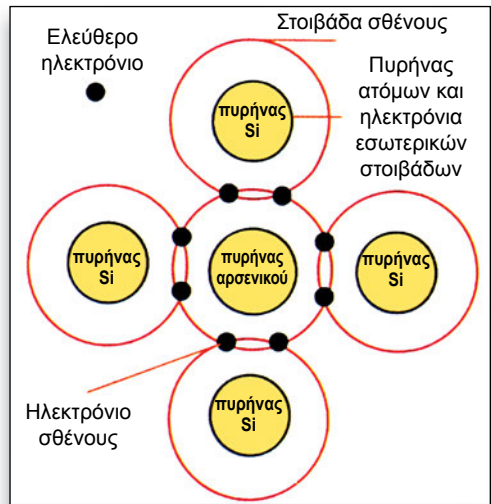 Ελεύθερο
ηλεκτρόνιο
Στοιβάδα σθένους
Πυρήνας
ατόμων και
ηλεκτρόνια
εσωτερικών
στοιβάδων
πυρήνας
Si
πυρήνας
Si
πυρήνας
αρσενικού
πυρήνας
Si
Ηλεκτρόνιο
σθένους
πυρήνας
Si